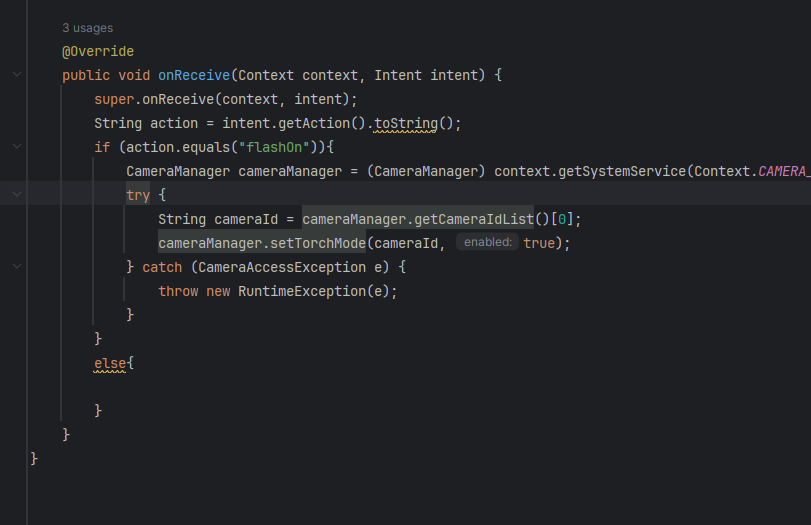 3 usages
@Override
public void onReceive(Context context, Intent intent) {
super.onReceive(context, intent);
String action = intent.getAction().toString();
if (action.equals("flashOn")){
CameraManager cameraManager = (CameraManager) context.getSystemService(Context.CAMERA_
try {
String cameraId = cameraManager.getCameraIdList()[0];
cameraManager.setTorchMode(cameraId, enabled: true);
} catch (CameraAccessException e) {
throw new RuntimeException(e);
}
}
else{
}
}
}